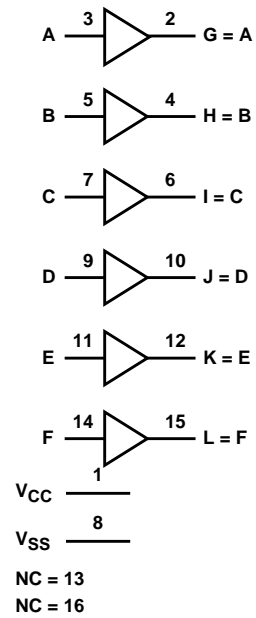 A 3 2 G = A
B 5 4 H = B
C 7 6 I = C
D 9 10 J = D
E 11 12 K = E
F 14 15 L = F
VCC 1
VSS 8
NC = 13
NC = 16